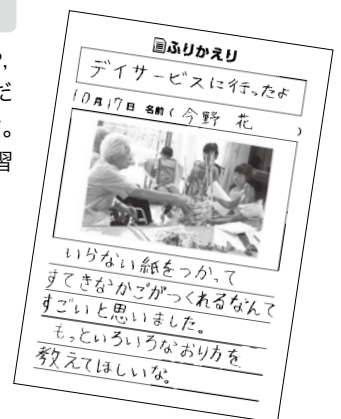 だ
。
習
ふりかえり
デイサービスに行ったよ
10月17日 名前(今野 花 )
いらない紙をつかって
すてきなかごがつくれるなんて
すごいと思いました。
もっといろいろなおり方を
教えてほしいな。